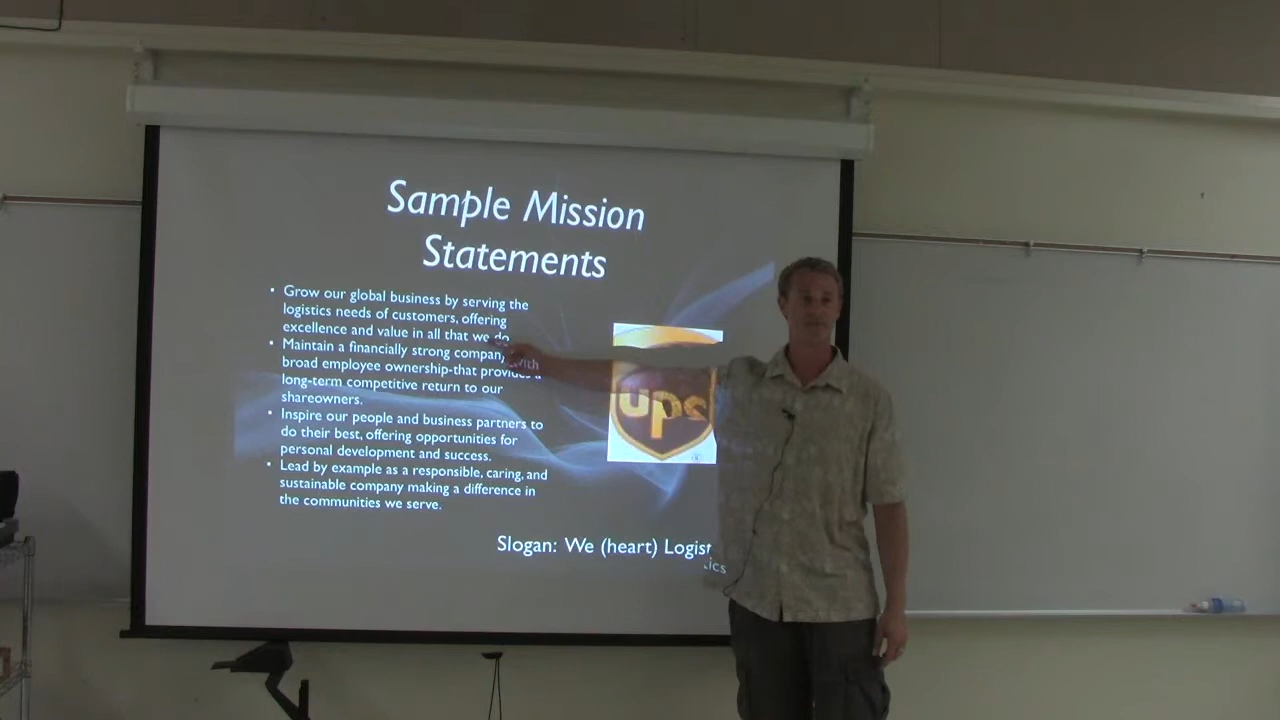 Sample Mission
Statements
• Grow our global business by serving the
logistics needs of customers, offering
excellence and value in all that we do
• Maintain a financially strong company with
broad employee ownership-that provides a
long-term competitive return to our
shareowners.
• Inspire our people and business partners to
do their best, offering opportunities for
personal development and success.
• Lead by example as a responsible, caring, and
sustainable company making a difference in
the communities we serve.
ups
Slogan: We (heart) Logistics